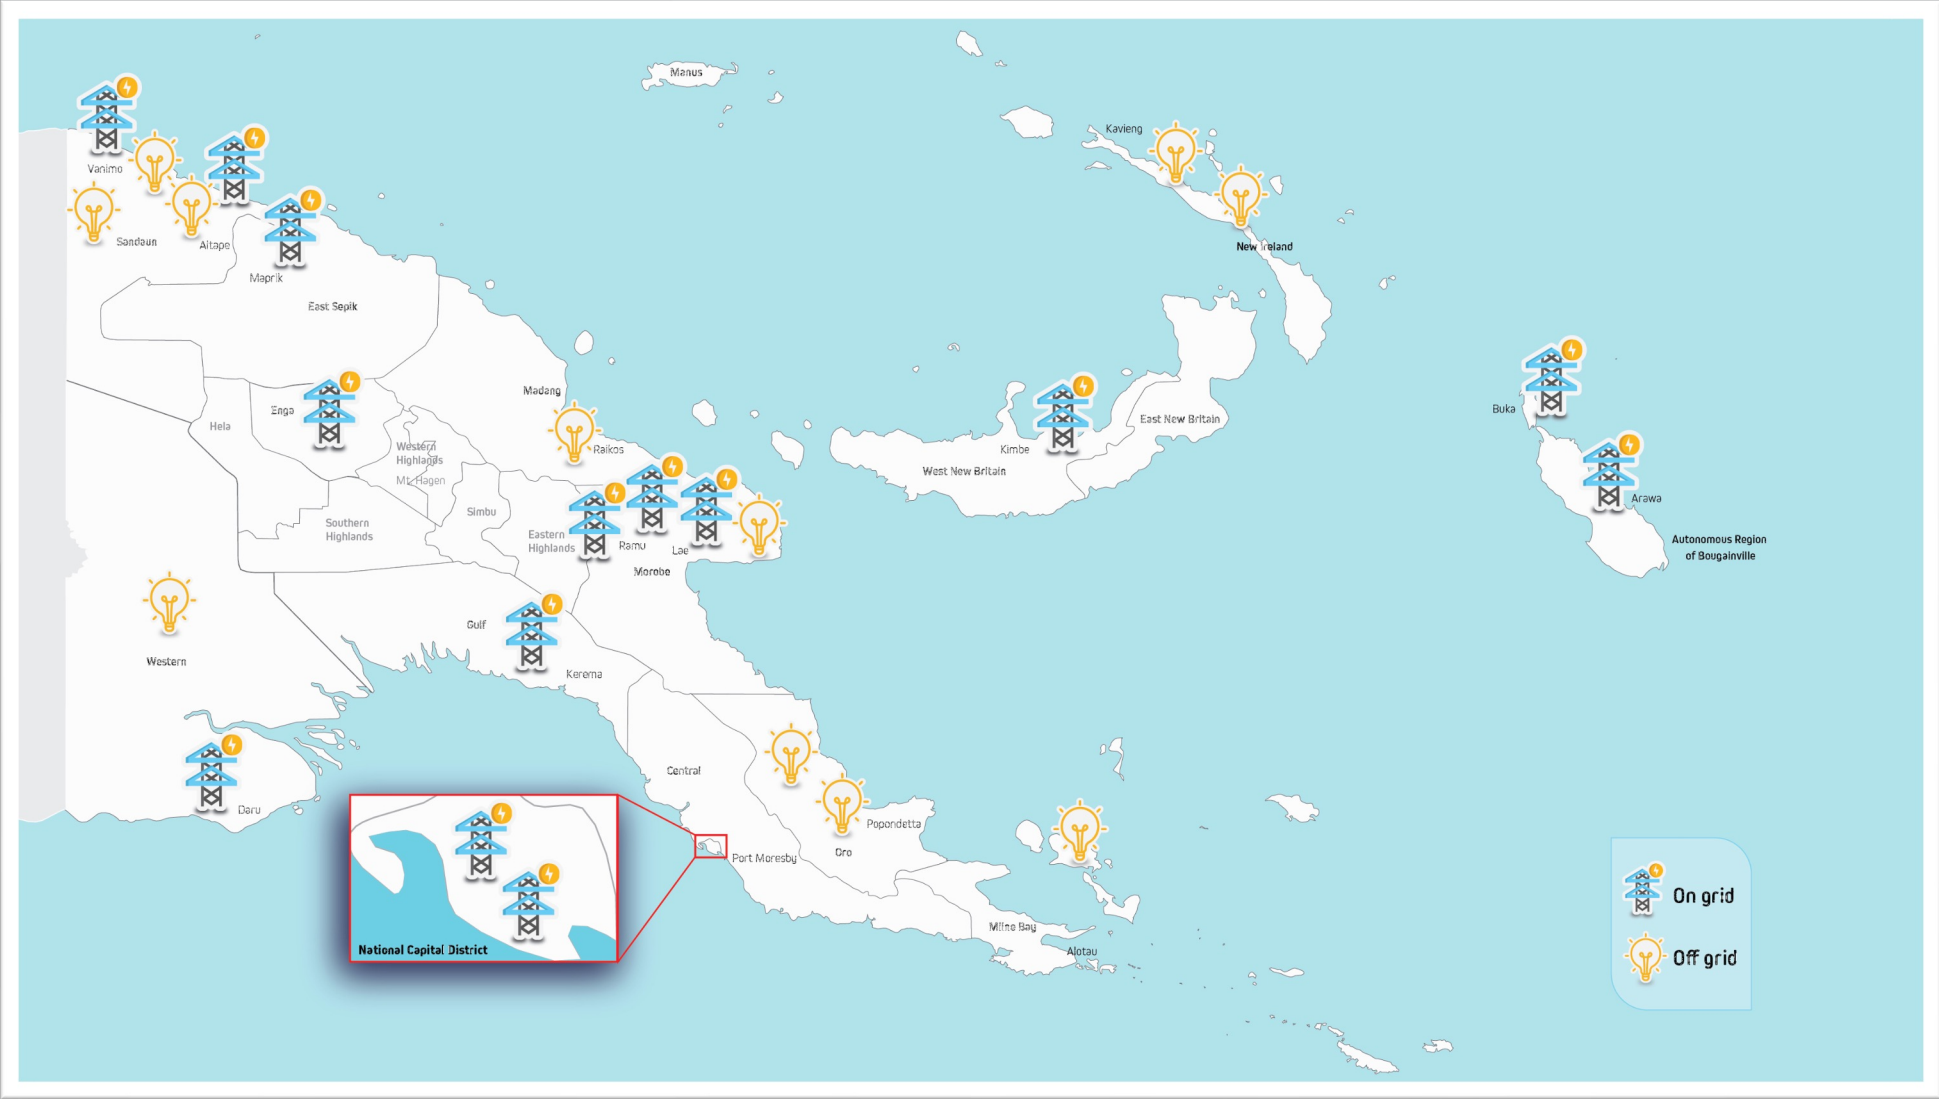 Manus
Kavieng
Vanimo
Sandaun
Aitape
New Ireland
Maprik
East Sepik
Madang
Enga
Hela
Buka
East New Britain
Western
Highlands
Raikos
Kimbe
West New Britain
Mt. Hagen
Arawa
Simbu
Southern
Highlands
Eastern
Highlands
Ramu
Lae
Autonomous Region
of Bougainville
Morobe
Gulf
Western
Kerema
Central
Daru
Popondetta
Oro
Port Moresby
On grid
Milne Bay
National Capital District
Alotau
Off grid